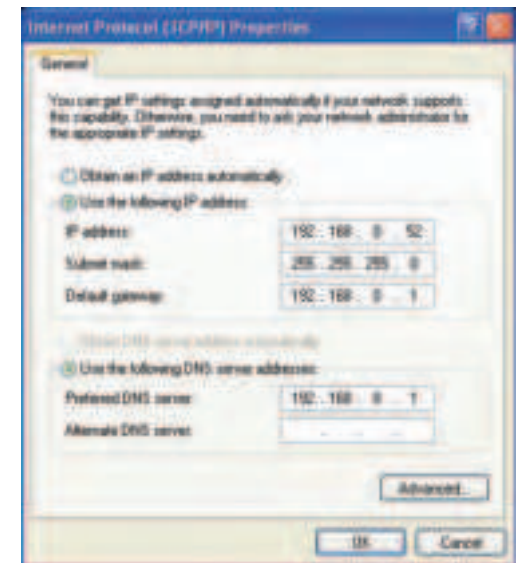 Internet Protocol (TCP/IP) Properties
General
You can get IP settings assigned automatically if your network supports
this capability. Otherwise, you need to ask your network administrator for
the appropriate IP settings.
Obtain an IP address automatically
Use the following IP address:
IP address: 192 . 168 . 0 . 52
Subnet mask: 255 . 255 . 255 . 0
Default gateway: 192 . 168 . 0 . 1
Obtain DNS server address automatically
Use the following DNS server addresses:
Preferred DNS server: 192 . 168 . 0 . 1
Alternate DNS server: . . .
Advanced...
OK Cancel